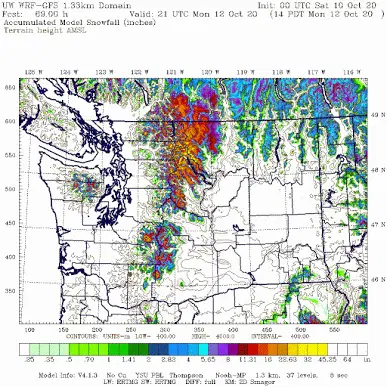 UW WRF-GFS 1.33km Domain Init: 00 UTC Sat 10 Oct 20
Fcst: 69.00 h Valid: 21 UTC Mon 12 Oct 20 (14 PDT Mon 12 Oct 20 )
Accumulated Model Snowfall (inches)
Terrain height AMSL
125 W 124 W 123 W 122 W 121 W 120 W 119 W 118 W 117 W 116 W
650
600
49 N
550
48 N
500
450
47 N
400
350
46 N
300
150 200 250 300 350 400 450 500 550
CONTOURS: UNITS=m LOW= 400.00 HIGH= 4000.0 INTERVAL= 400.00
.25 .35 .5 .70 1 1.41 2 2.82 4 5.65 8 11.31 16 22.63 32 45.25 64 in
Model Info: V4.1.3 No Cu YSU PBL Thompson Noah-MP 1.3 km, 37 levels, 8 sec
LW: RRTMG SW: RRTMG DIFF: full KM: 2D Smagor